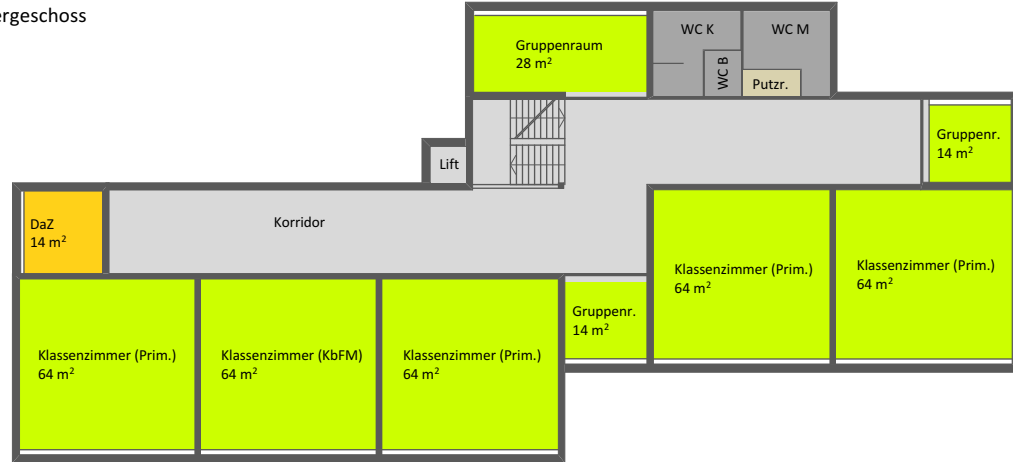 ergeschoss
Gruppenraum
28 m²
WC K
WC M
WC B
Putzr.
Gruppenr.
14 m²
Lift
DaZ
14 m²
Korridor
Klassenzimmer (Prim.)
64 m²
Klassenzimmer (Prim.)
64 m²
Gruppenr.
14 m²
Klassenzimmer (Prim.)
64 m²
Klassenzimmer (KbFM)
64 m²
Klassenzimmer (Prim.)
64 m²